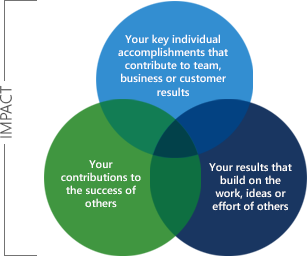 IMPACT
Your key individual
accomplishments that
contribute to team,
business or customer
results
Your
contributions to
the success of
others
Your results that
build on the
work, ideas or
effort of others